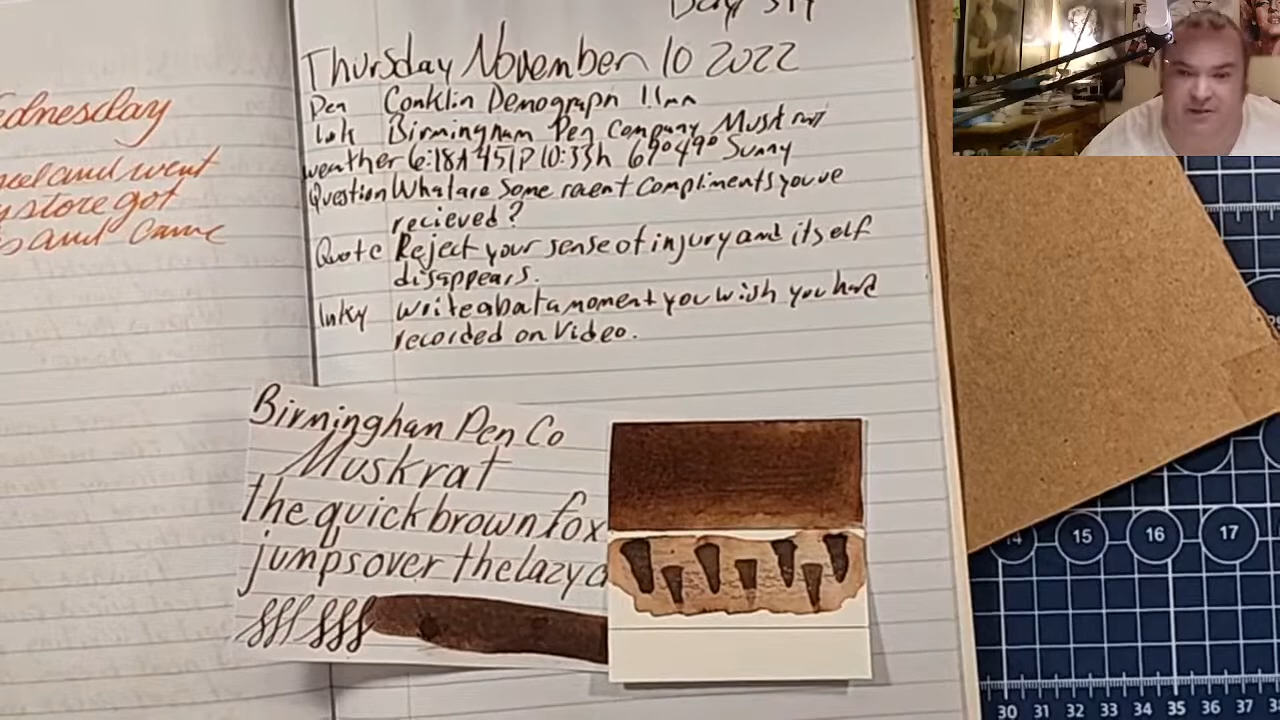 Day 314
Thursday November 10 2022
Pen Conklin Demograph 1.1mm
Ink Birmingham Pen Company Muskrat
weather 6:18A 451P 10:33h 69° 49° Sunny
Question What are some recent compliments you've
recieved?
Quote Reject your sense of injury and itself
disappears.
Inky write abat a moment you wish you had
recorded on Video.
ednesday
and went
store got
and came
Birmingham Pen Co
Muskrat
the quick brown fox
jumps over the lazy d
14 15 16 17
30 31 32 33 34 35 36 37 38